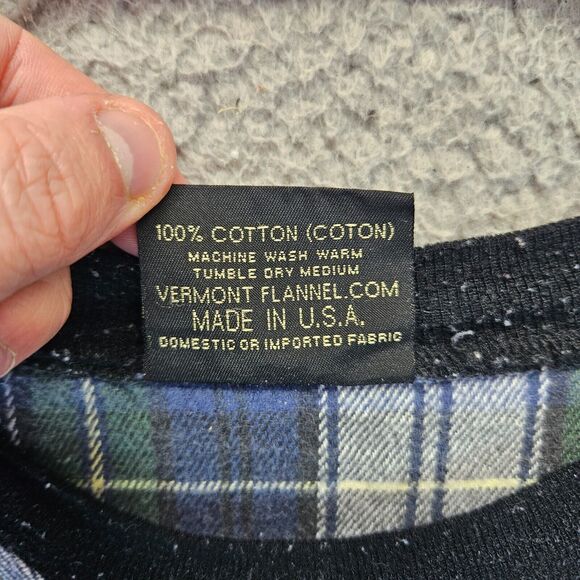 100% COTTON (COTON)
MACHINE WASH WARM
TUMBLE DRY MEDIUM
VERMONT FLANNEL.COM
MADE IN U.S.A.
DOMESTIC OR IMPORTED FABRIC